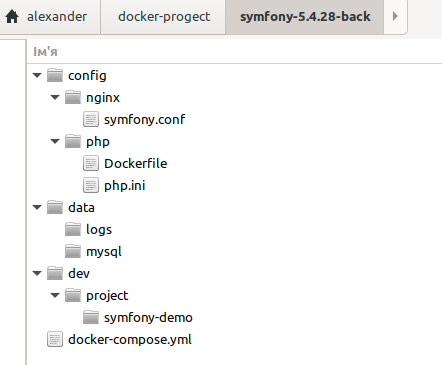 alexander docker-progect symfony-5.4.28-back
Ім'я
config
nginx
symfony.conf
php
Dockerfile
php.ini
data
logs
mysql
dev
project
symfony-demo
docker-compose.yml